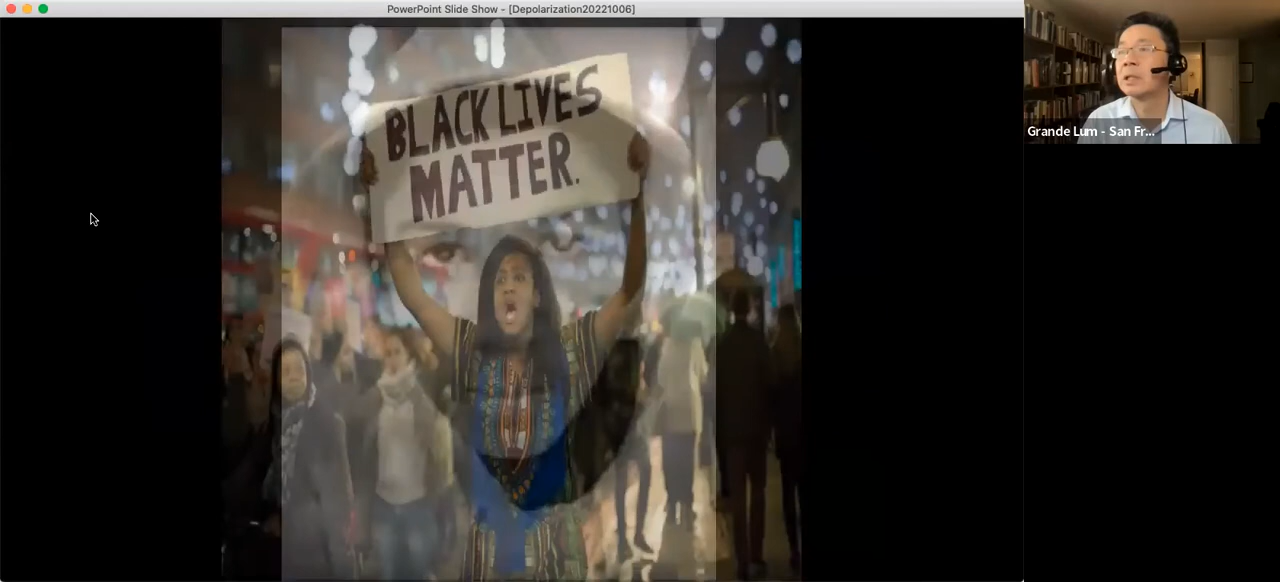 PowerPoint Slide Show - [Depolarization20221006]
BLACK LIVES
MATTER.
Grande Lum - San Fr...